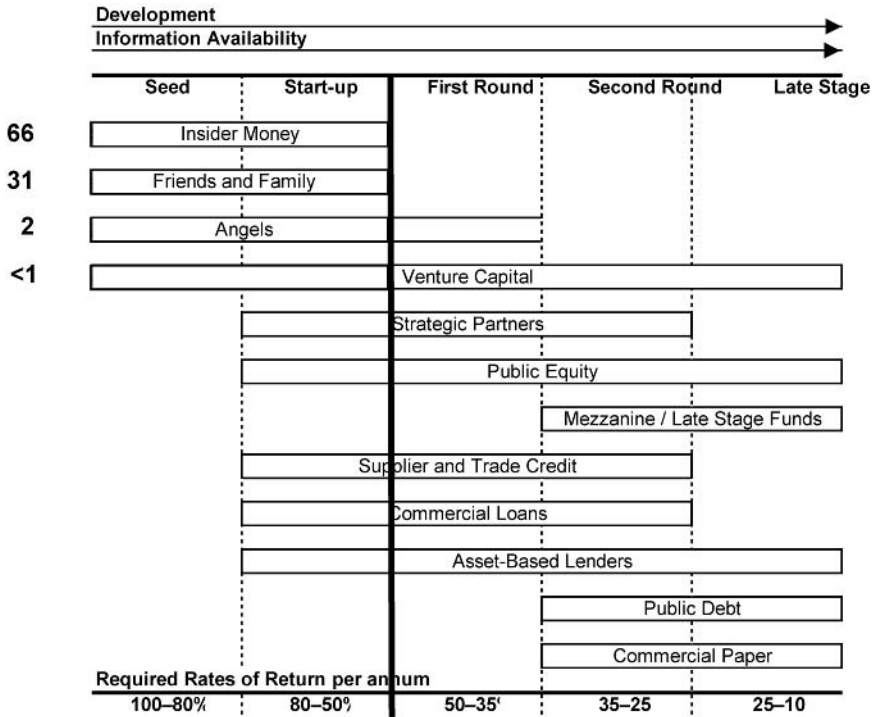 Development
Information Availability
Seed Start-up First Round Second Round Late Stage
66 Insider Money
31 Friends and Family
2 Angels
<1 Venture Capital
Strategic Partners
Public Equity
Mezzanine / Late Stage Funds
Supplier and Trade Credit
Commercial Loans
Asset-Based Lenders
Public Debt
Commercial Paper
Required Rates of Return per annum
100–80% 80–50% 50–35 35–25 25–10